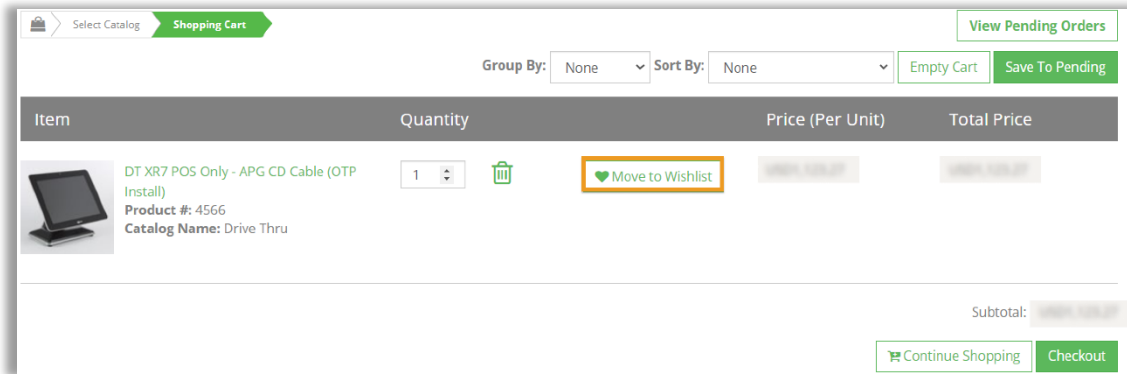 Select Catalog Shopping Cart View Pending Orders
Group By: None Sort By: None Empty Cart Save To Pending
Item Quantity Price (Per Unit) Total Price
DT XR7 POS Only - APG CD Cable (OTP
Install)
1 Move to Wishlist
Product #: 4566
Catalog Name: Drive Thru
Subtotal:
Continue Shopping Checkout